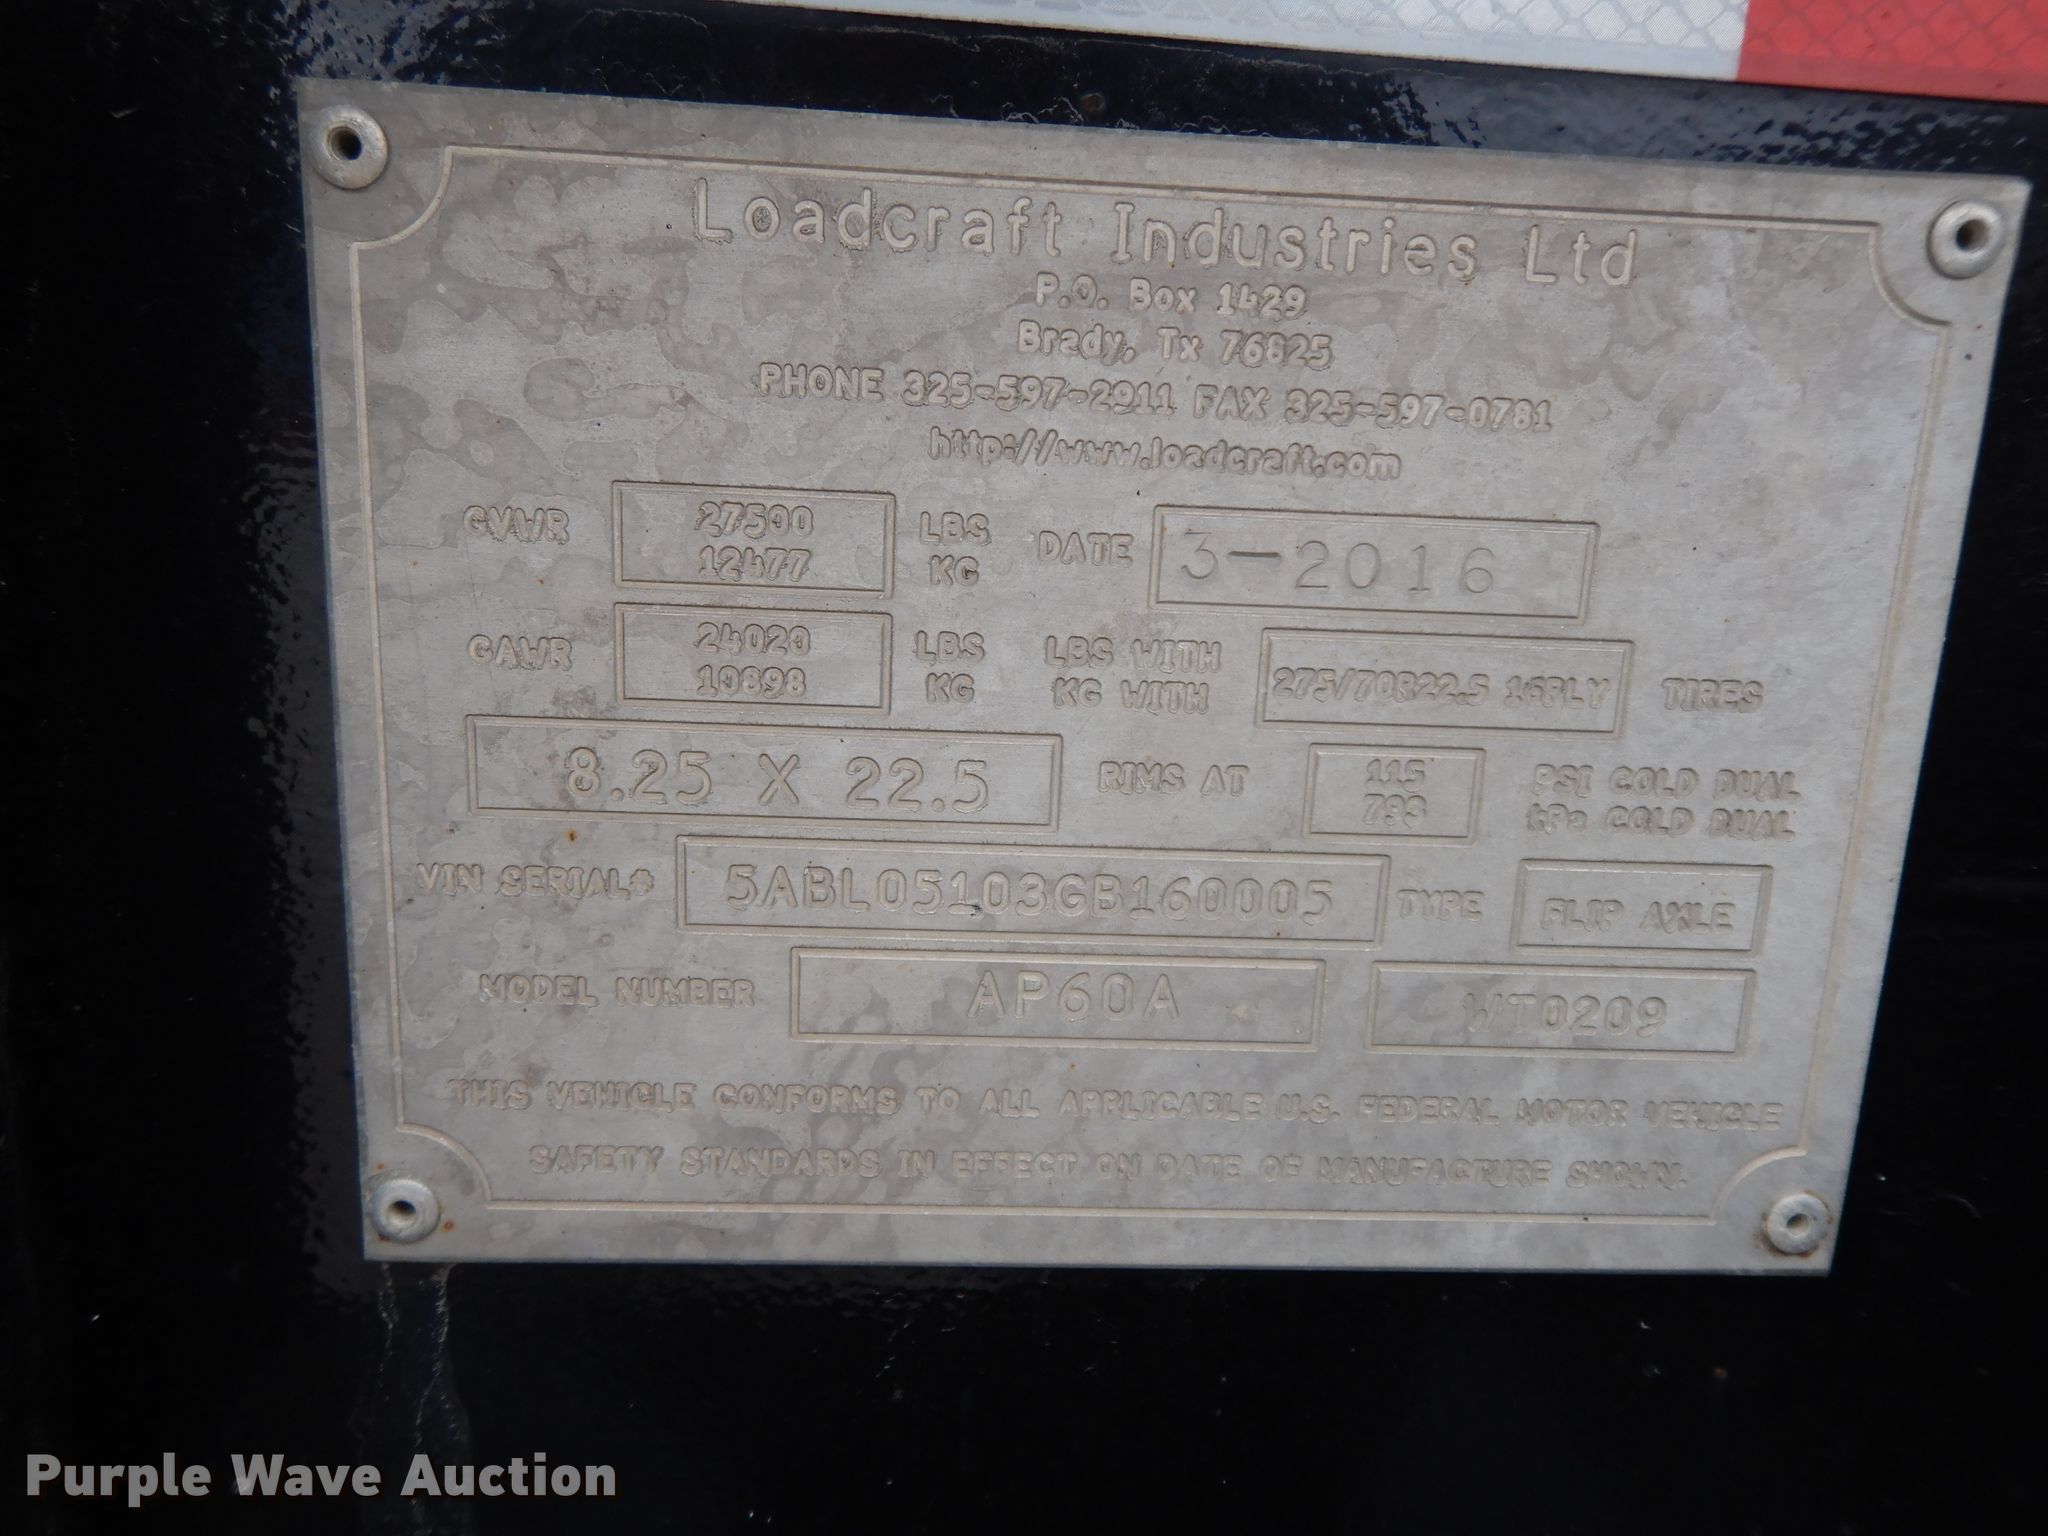 Loadcraft Industries Ltd
P.O. Box 1429
Brady, Tx 76825
PHONE 325-597-2911 FAX 325-597-0781
http://www.loadcraft.com
GVWR 27500 LBS DATE 3-2016
12477 KG
GAWR 24020 LBS LBS WITH 275/70R22.5 16PLY TIRES
10898 KG KG WITH
8.25 X 22.5 RIMS AT 115 PSI COLD DUAL
793 kPa COLD DUAL
VIN SERIAL# 5ABL05103GB160005 TYPE FLIP AXLE
MODEL NUMBER AP60A WT0209
THIS VEHICLE CONFORMS TO ALL APPLICABLE U.S. FEDERAL MOTOR VEHICLE
SAFETY STANDARDS IN EFFECT ON DATE OF MANUFACTURE SHOWN.
Purple Wave Auction